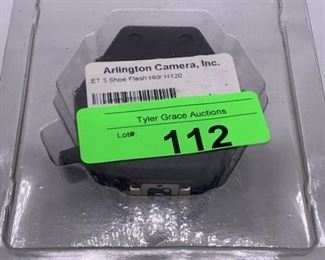 Arlington Camera, Inc.
ET 3 Shoe Flash Hldr H120
Tyler Grace Auctions
Lot#: 112